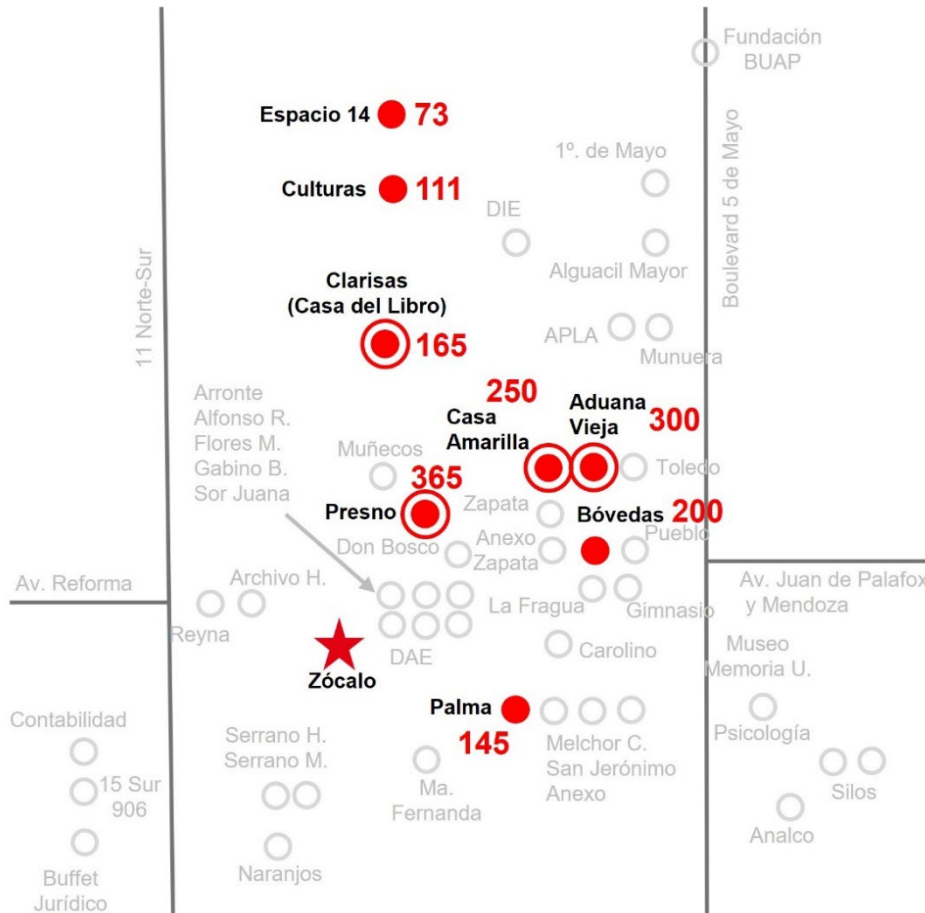 Fundación
BUAP
Espacio 14
73
1º. de Mayo
Culturas
111
DIE
Alguacil Mayor
Boulevard 5 de Mayo
11 Norte-Sur
Clarisas
(Casa del Libro)
165
APLA
Munuera
Arronte
Alfonso R.
Flores M.
Gabino B.
Sor Juana
250
Casa
Amarilla
Aduana
Vieja
300
Muñecos
365
Toledo
Presno
Zapata
Bóvedas
200
Don Bosco
Anexo
Zapata
Pueblo
Av. Reforma
Archivo H.
Reyna
La Fragua
Gimnasio
Av. Juan de Palafox
y Mendoza
DAE
Carolino
Zócalo
Museo
Memoria U.
Palma
145
Psicología
Contabilidad
Serrano H.
Serrano M.
Melchor C.
San Jerónimo
Anexo
15 Sur
906
Ma.
Fernanda
Silos
Analco
Buffet
Jurídico
Naranjos